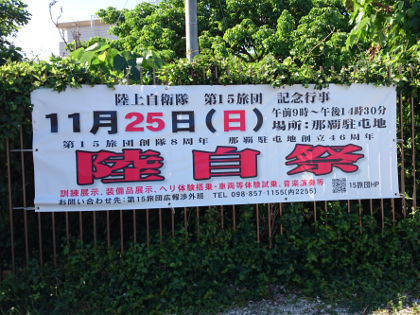 陸上自衛隊 第15旅団 記念行事
11月25日(日) 午前9時～午後14時30分
場所：那覇駐屯地
第15旅団創隊8周年 那覇駐屯地創立46周年
陸自祭
訓練展示、装備品展示、ヘリ体験搭乗・車両等体験試乗、音楽演奏等
お問い合わせ先：第15旅団広報渉外班 TEL 098-857-1155(内2255)
15旅団HP